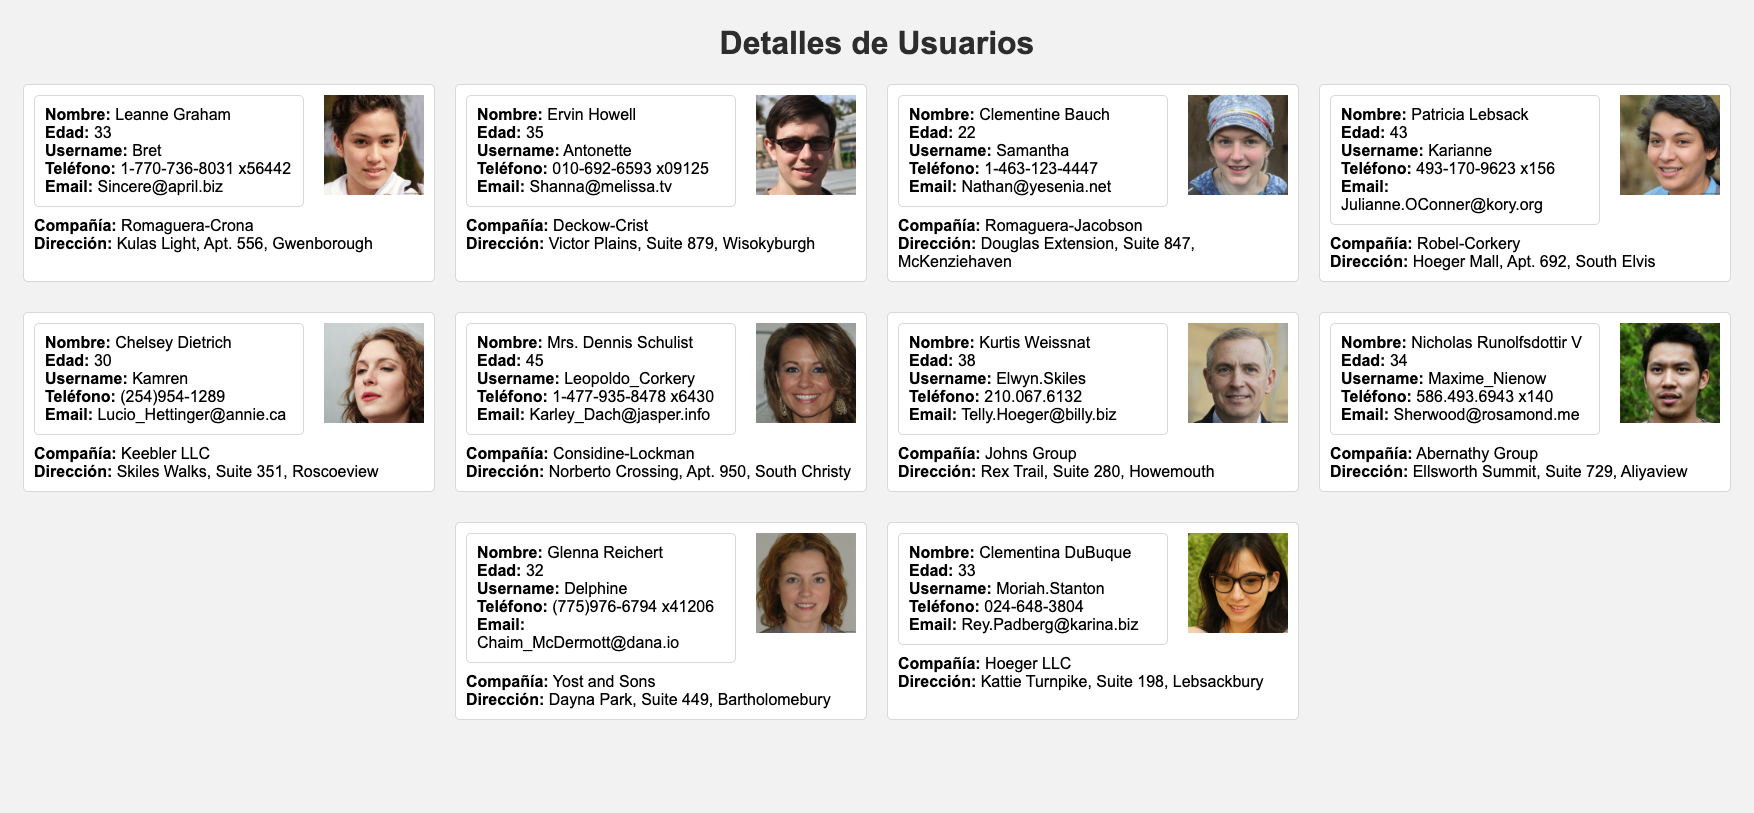 Detalles de Usuarios
Nombre: Leanne Graham
Edad: 33
Username: Bret
Teléfono: 1-770-736-8031 x56442
Email: Sincere@april.biz
Compañía: Romaguera-Crona
Dirección: Kulas Light, Apt. 556, Gwenborough
Nombre: Ervin Howell
Edad: 35
Username: Antonette
Teléfono: 010-692-6593 x09125
Email: Shanna@melissa.tv
Compañía: Deckow-Crist
Dirección: Victor Plains, Suite 879, Wisokyburgh
Nombre: Clementine Bauch
Edad: 22
Username: Samantha
Teléfono: 1-463-123-4447
Email: Nathan@yesenia.net
Compañía: Romaguera-Jacobson
Dirección: Douglas Extension, Suite 847,
McKenziehaven
Nombre: Patricia Lebsack
Edad: 43
Username: Karianne
Teléfono: 493-170-9623 x156
Email:
Julianne.OConner@kory.org
Compañía: Robel-Corkery
Dirección: Hoeger Mall, Apt. 692, South Elvis
Nombre: Chelsey Dietrich
Edad: 30
Username: Kamren
Teléfono: (254)954-1289
Email: Lucio_Hettinger@annie.ca
Compañía: Keebler LLC
Dirección: Skiles Walks, Suite 351, Roscoeview
Nombre: Mrs. Dennis Schulist
Edad: 45
Username: Leopoldo_Corkery
Teléfono: 1-477-935-8478 x6430
Email: Karley_Dach@jasper.info
Compañía: Considine-Lockman
Dirección: Norberto Crossing, Apt. 950, South Christy
Nombre: Kurtis Weissnat
Edad: 38
Username: Elwyn.Skiles
Teléfono: 210.067.6132
Email: Telly.Hoeger@billy.biz
Compañía: Johns Group
Dirección: Rex Trail, Suite 280, Howemouth
Nombre: Nicholas Runolfsdottir V
Edad: 34
Username: Maxime_Nienow
Teléfono: 586.493.6943 x140
Email: Sherwood@rosamond.me
Compañía: Abernathy Group
Dirección: Ellsworth Summit, Suite 729, Aliyaview
Nombre: Glenna Reichert
Edad: 32
Username: Delphine
Teléfono: (775)976-6794 x41206
Email:
Chaim_McDermott@dana.io
Compañía: Yost and Sons
Dirección: Dayna Park, Suite 449, Bartholomebury
Nombre: Clementina DuBuque
Edad: 33
Username: Moriah.Stanton
Teléfono: 024-648-3804
Email: Rey.Padberg@karina.biz
Compañía: Hoeger LLC
Dirección: Kattie Turnpike, Suite 198, Lebsackbury